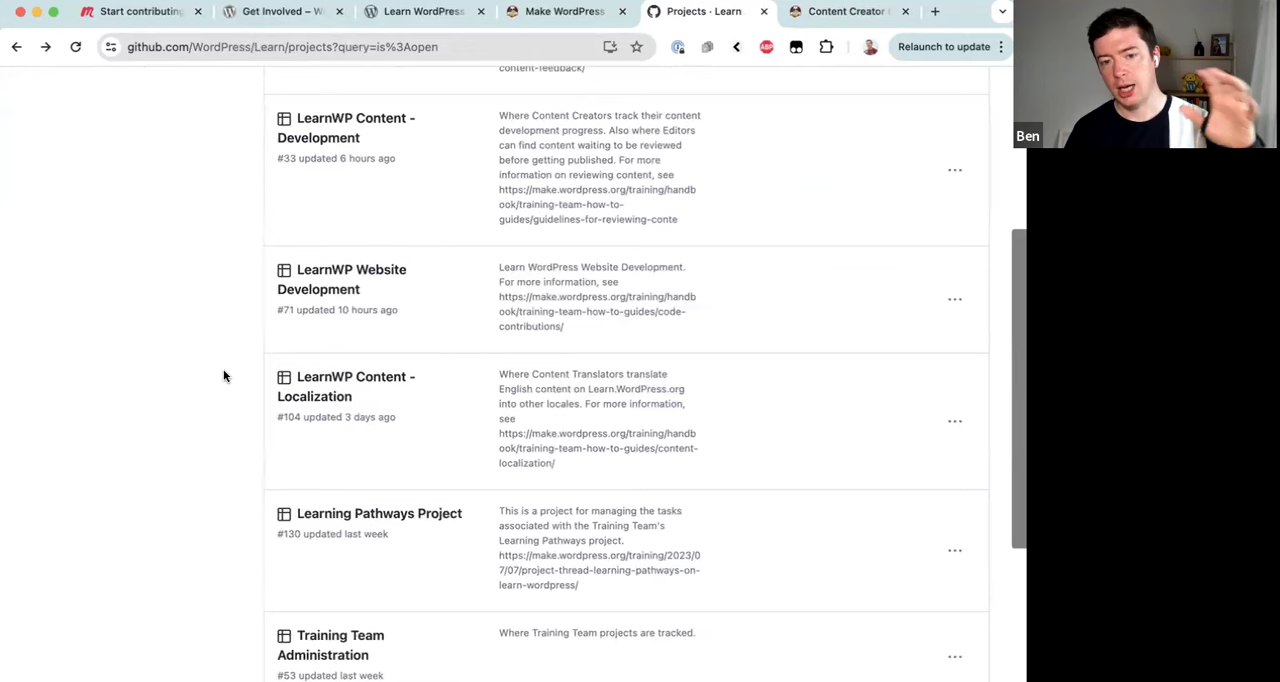 Start contributing
Get Involved – W
Learn WordPress
Make WordPress
Projects · Learn
Content Creator
github.com/WordPress/Learn/projects?query=is%3Aopen
ABP
Relaunch to update
Ben
content-feedback/
LearnWP Content -
Development
#33 updated 6 hours ago
Where Content Creators track their content
development progress. Also where Editors
can find content waiting to be reviewed
before getting published. For more
information on reviewing content, see
https://make.wordpress.org/training/handb
ook/training-team-how-to-
guides/guidelines-for-reviewing-conte
LearnWP Website
Development
#71 updated 10 hours ago
Learn WordPress Website Development.
For more information, see
https://make.wordpress.org/training/handb
ook/training-team-how-to-guides/code-
contributions/
LearnWP Content -
Localization
#104 updated 3 days ago
Where Content Translators translate
English content on Learn.WordPress.org
into other locales. For more information,
see
https://make.wordpress.org/training/handb
ook/training-team-how-to-guides/content-
localization/
Learning Pathways Project
#130 updated last week
This is a project for managing the tasks
associated with the Training Team's
Learning Pathways project.
https://make.wordpress.org/training/2023/0
7/07/project-thread-learning-pathways-on-
learn-wordpress/
Training Team
Administration
#53 updated last week
Where Training Team projects are tracked.